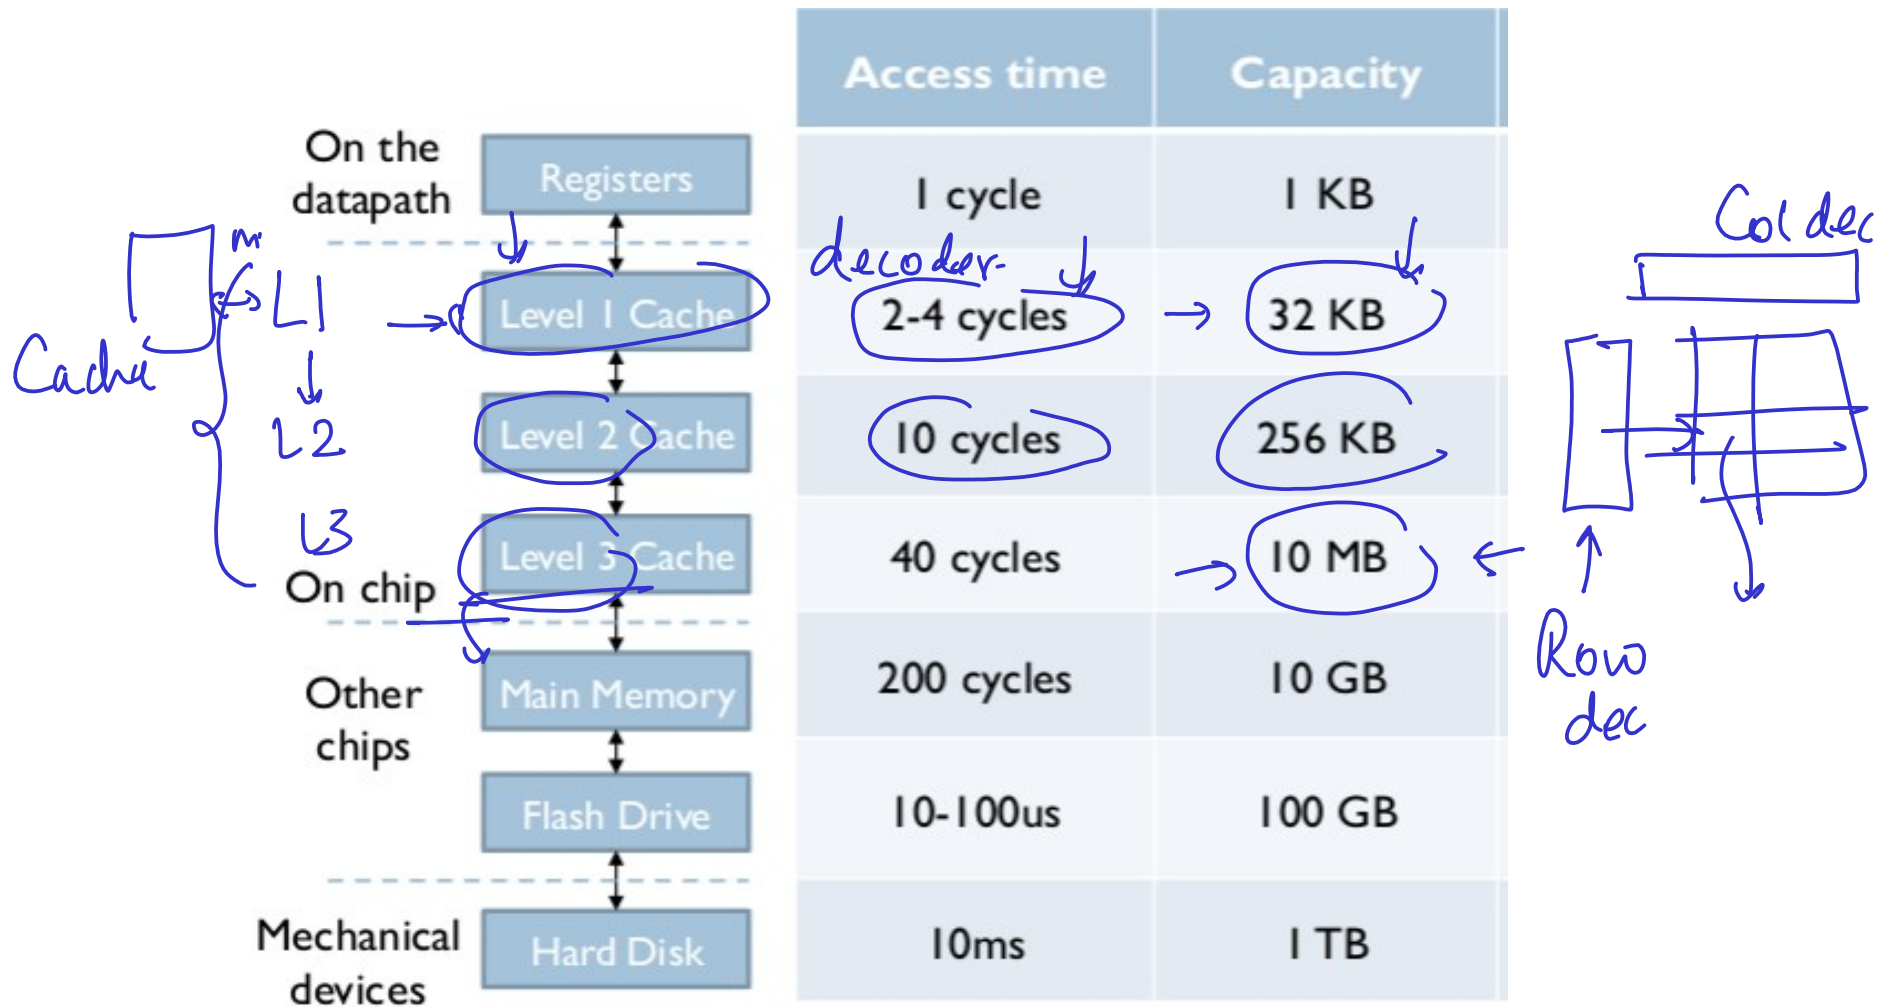 Access time Capacity
On the
datapath
Registers 1 cycle 1 KB
Col dec
decoder
m
L1
Level 1 Cache 2-4 cycles 32 KB
L2
Level 2 Cache 10 cycles 256 KB
L3
Level 3 Cache 40 cycles 10 MB
On chip
Row
dec
Other
chips
Main Memory 200 cycles 10 GB
Flash Drive 10-100us 100 GB
Mechanical
devices
Hard Disk 10ms 1 TB